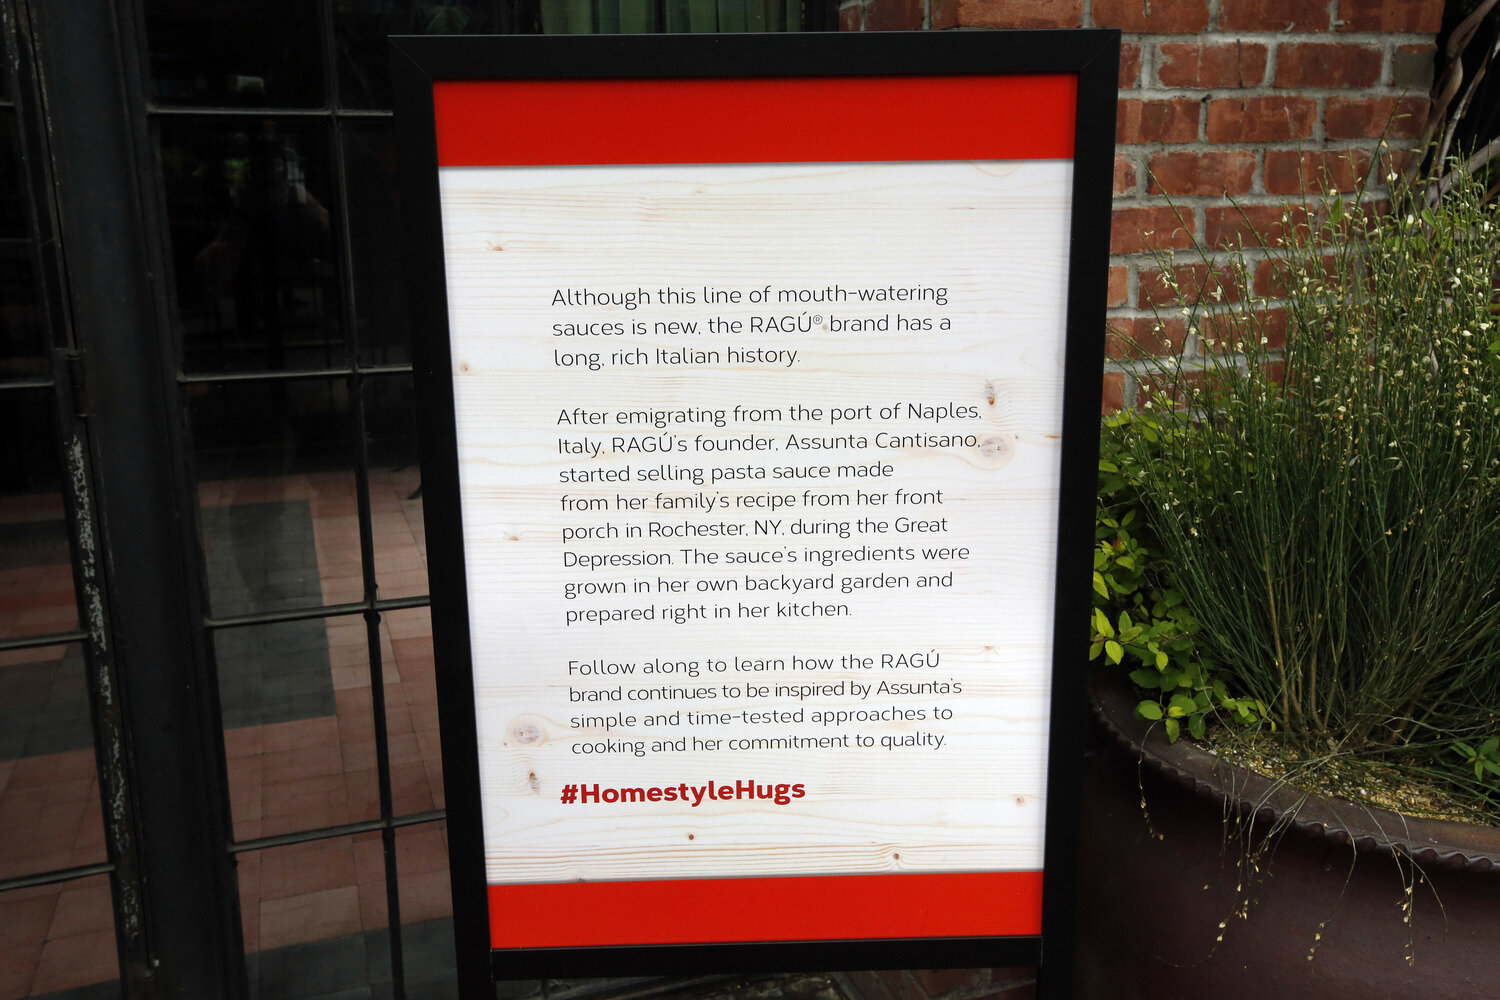 Although this line of mouth-watering
sauces is new, the RAGÚ® brand has a
long, rich Italian history.
After emigrating from the port of Naples,
Italy, RAGÚ's founder, Assunta Cantisano,
started selling pasta sauce made
from her family's recipe from her front
porch in Rochester, NY, during the Great
Depression. The sauce's ingredients were
grown in her own backyard garden and
prepared right in her kitchen.
Follow along to learn how the RAGÚ
brand continues to be inspired by Assunta's
simple and time-tested approaches to
cooking and her commitment to quality.
#HomestyleHugs